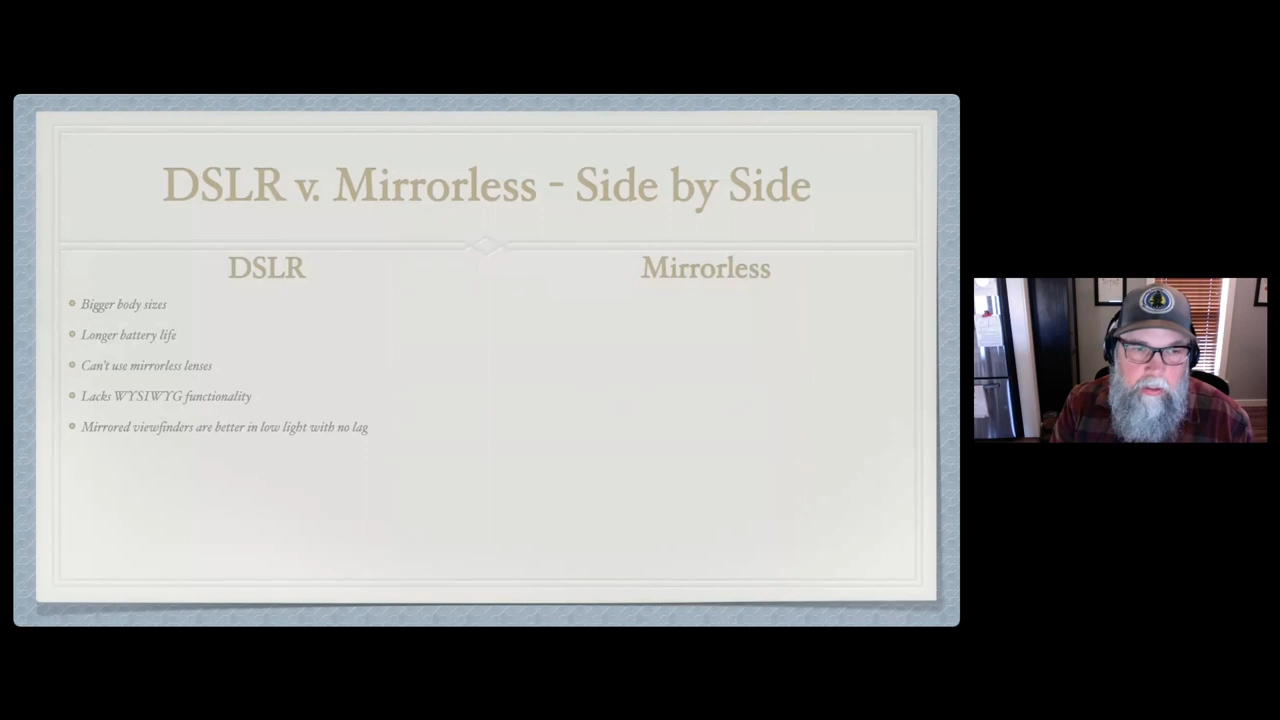 DSLR v. Mirrorless - Side by Side
DSLR
Mirrorless
Bigger body sizes
Longer battery life
Can't use mirrorless lenses
Lacks WYSIWYG functionality
Mirrored viewfinders are better in low light with no lag